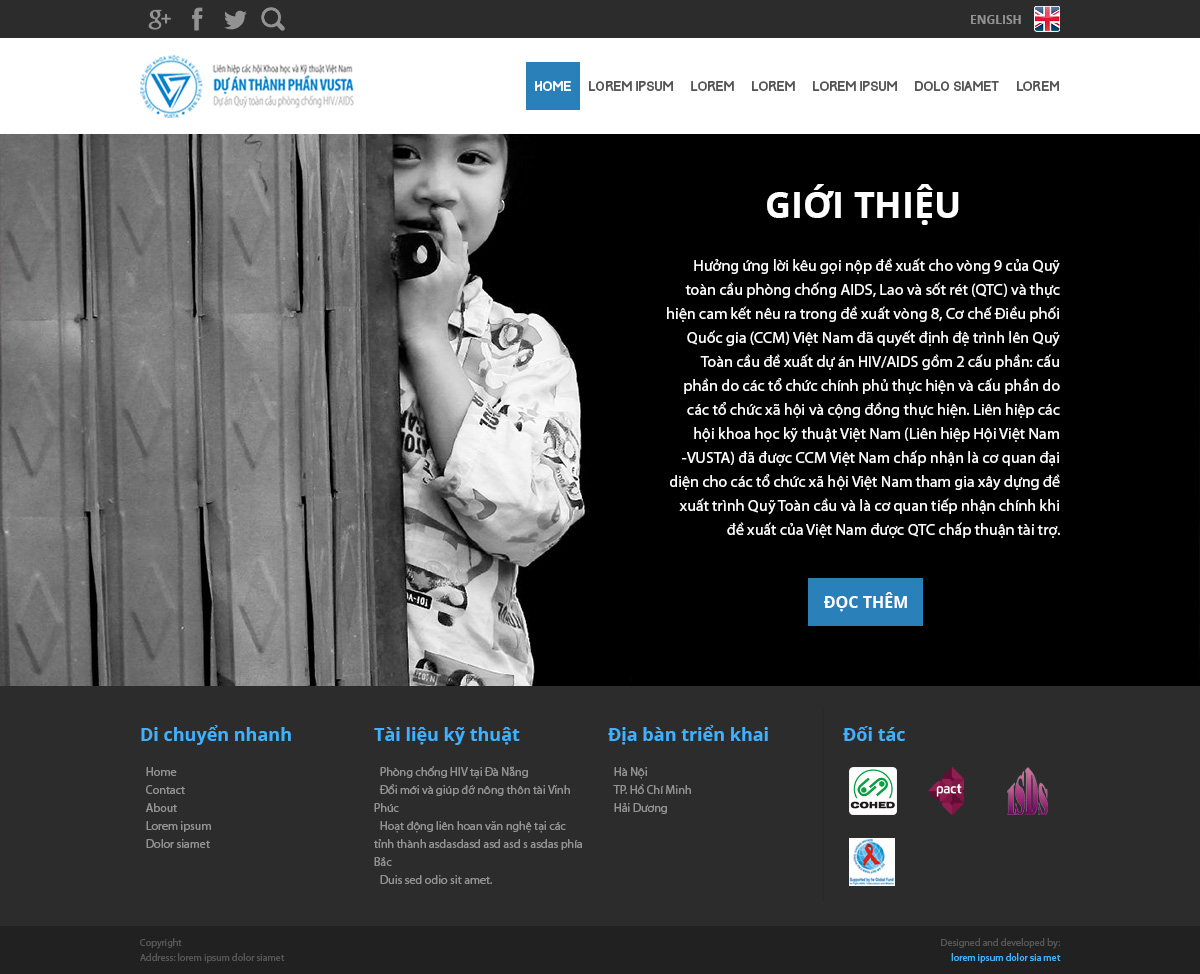 ENGLISH
Liên hiệp các hội Khoa học và Kỹ thuật Việt Nam
DỰ ÁN THÀNH PHẦN VUSTA
Dự án Quỹ toàn cầu phòng chống HIV/AIDS
HOME LOREM IPSUM LOREM LOREM LOREM IPSUM DOLO SIAMET LOREM
GIỚI THIỆU
Hưởng ứng lời kêu gọi nộp đề xuất cho vòng 9 của Quỹ
toàn cầu phòng chống AIDS, Lao và sốt rét (QTC) và thực
hiện cam kết nêu ra trong đề xuất vòng 8, Cơ chế Điều phối
Quốc gia (CCM) Việt Nam đã quyết định đệ trình lên Quỹ
Toàn cầu đề xuất dự án HIV/AIDS gồm 2 cấu phần: cấu
phần do các tổ chức chính phủ thực hiện và cấu phần do
các tổ chức xã hội và cộng đồng thực hiện. Liên hiệp các
hội khoa học kỹ thuật Việt Nam (Liên hiệp Hội Việt Nam
-VUSTA) đã được CCM Việt Nam chấp nhận là cơ quan đại
diện cho các tổ chức xã hội Việt Nam tham gia xây dựng đề
xuất trình Quỹ Toàn cầu và là cơ quan tiếp nhận chính khi
đề xuất của Việt Nam được QTC chấp thuận tài trợ.
ĐỌC THÊM
Di chuyển nhanh
Home
Contact
About
Lorem ipsum
Dolor siamet
Tài liệu kỹ thuật
Phòng chống HIV tại Đà Nẵng
Đổi mới và giúp đỡ nông thôn tài Vính
Phúc
Hoạt động liên hoan văn nghệ tại các
tỉnh thành asdasdasd asd asd s asdas phía
Bắc
Duis sed odio sit amet.
Địa bàn triển khai
Hà Nội
TP. Hồ Chí Minh
Hải Dương
Đối tác
COHED
pact
Supported by he Global Fund
Copyright
Address: lorem ipsum dolor siamet
Designed and developed by:
lorem ipsum dolor sia met